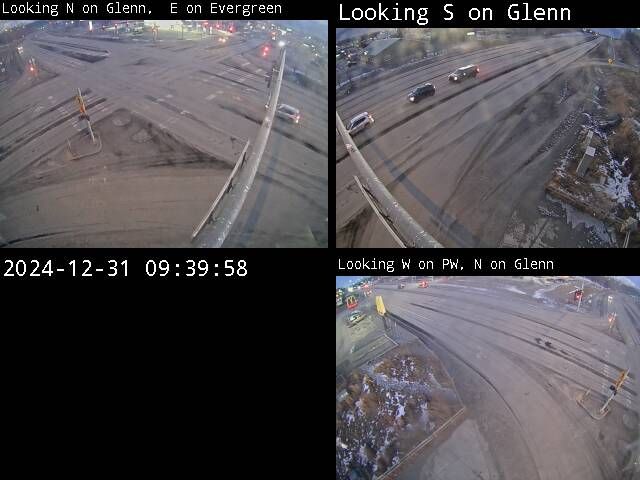 Looking N on Glenn,  E on Evergreen
Looking S on Glenn
2024-12-31 09:39:58
Looking W on PW, N on Glenn